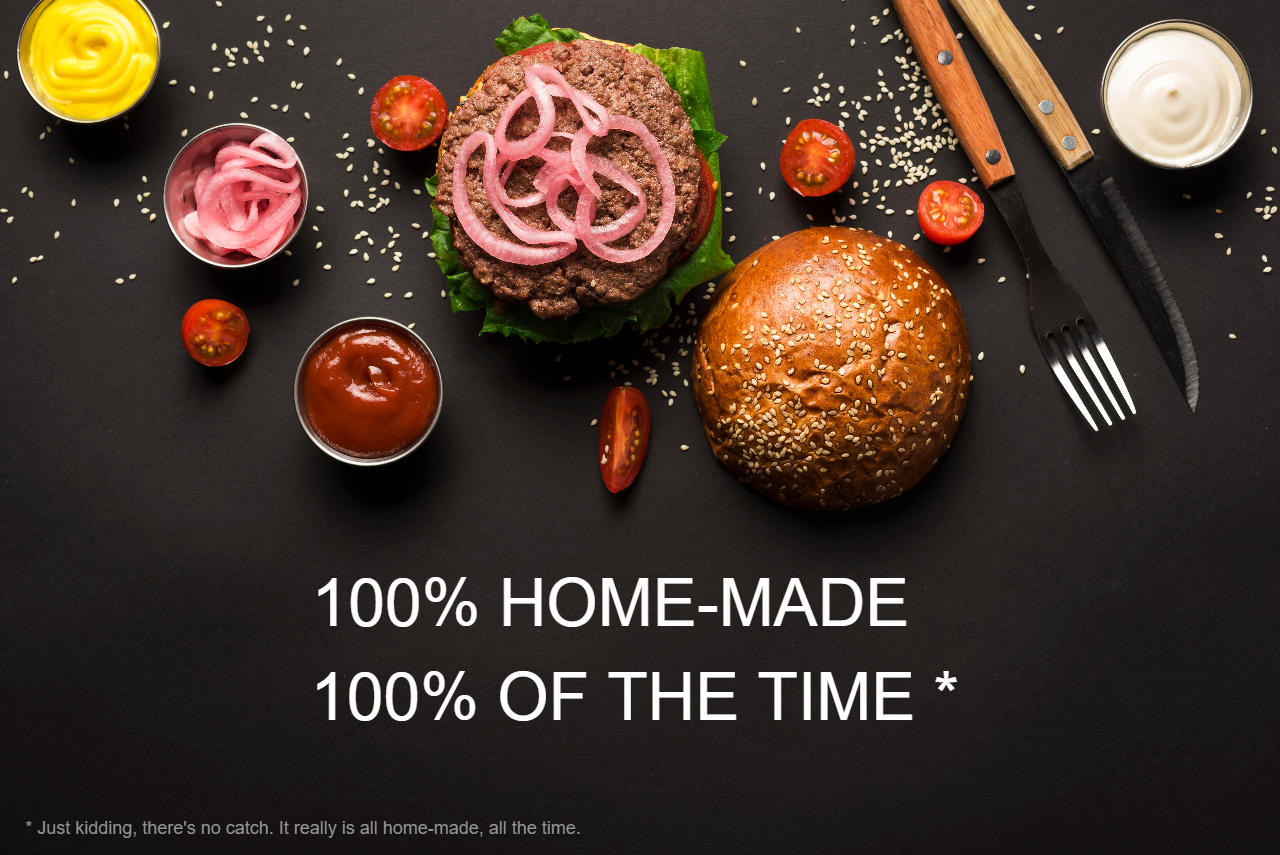 100% HOME-MADE
100% OF THE TIME *
* Just kidding, there's no catch. It really is all home-made, all the time.